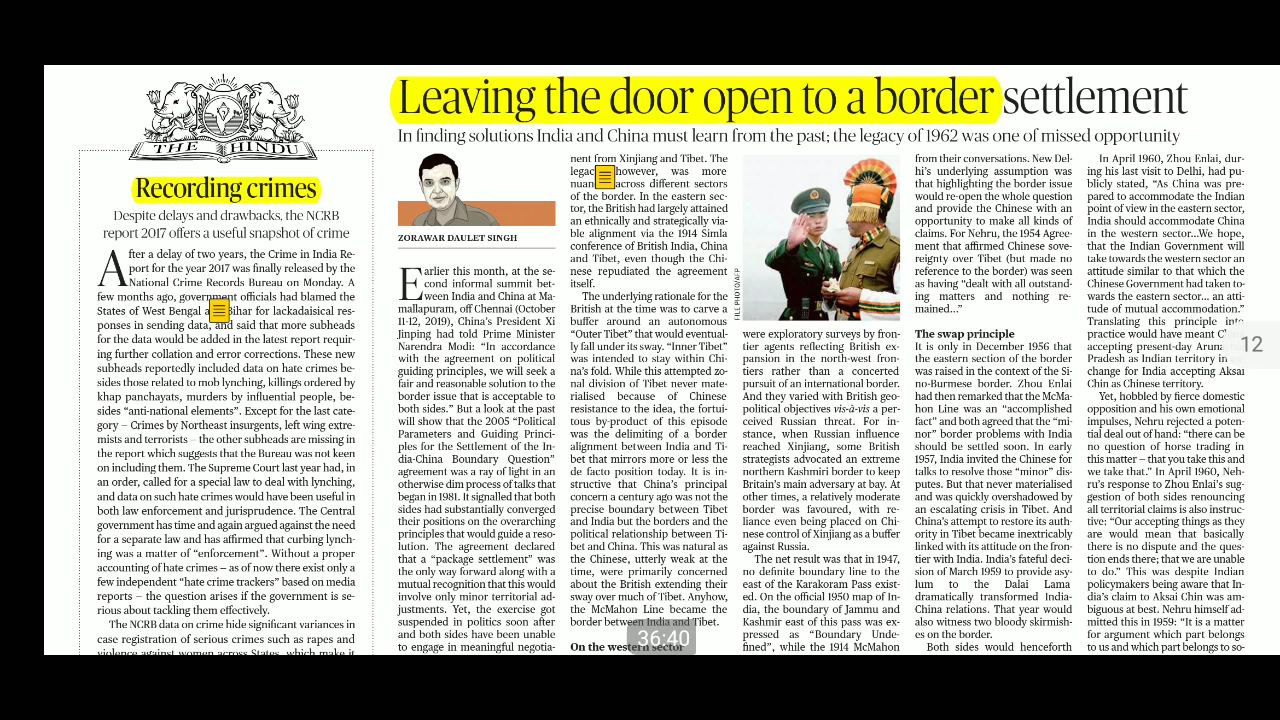 THE HINDU
Recording crimes
Despite delays and drawbacks, the NCRB
report 2017 offers a useful snapshot of crime
After a delay of two years, the Crime in India Re-
port for the year 2017 was finally released by the
National Crime Records Bureau on Monday. A
few months ago, government officials had blamed the
States of West Bengal a Bihar for lackadaisical res-
ponses in sending data, and said that more subheads
for the data would be added in the latest report requir-
ing further collation and error corrections. These new
subheads reportedly included data on hate crimes be-
sides those related to mob lynching, killings ordered by
khap panchayats, murders by influential people, be-
sides “anti-national elements”. Except for the last cate-
gory – Crimes by Northeast insurgents, left wing extre-
mists and terrorists – the other subheads are missing in
the report which suggests that the Bureau was not keen
on including them. The Supreme Court last year had, in
an order, called for a special law to deal with lynching,
and data on such hate crimes would have been useful in
both law enforcement and jurisprudence. The Central
government has time and again argued against the need
for a separate law and has affirmed that curbing lynch-
ing was a matter of “enforcement”. Without a proper
accounting of hate crimes – as of now there exist only a
few independent “hate crime trackers” based on media
reports – the question arises if the government is se-
rious about tackling them effectively.
The NCRB data on crime hide significant variances in
case registration of serious crimes such as rapes and
violence against women across States, which make it
Leaving the door open to a border settlement
In finding solutions India and China must learn from the past; the legacy of 1962 was one of missed opportunity
ZORAWAR DAULET SINGH
Earlier this month, at the se-
cond informal summit bet-
ween India and China at Ma-
mallapuram, off Chennai (October
11-12, 2019), China’s President Xi
Jinping had told Prime Minister
Narendra Modi: “In accordance
with the agreement on political
guiding principles, we will seek a
fair and reasonable solution to the
border issue that is acceptable to
both sides.” But a look at the past
will show that the 2005 “Political
Parameters and Guiding Princi-
ples for the Settlement of the In-
dia-China Boundary Question”
agreement was a ray of light in an
otherwise dim process of talks that
began in 1981. It signalled that both
sides had substantially converged
their positions on the overarching
principles that would guide a reso-
lution. The agreement declared
that a “package settlement” was
the only way forward along with a
mutual recognition that this would
involve only minor territorial ad-
justments. Yet, the exercise got
suspended in politics soon after
and both sides have been unable
to engage in meaningful negotia-
nent from Xinjiang and Tibet. The
legac however, was more
nuan across different sectors
of the border. In the eastern sec-
tor, the British had largely attained
an ethnically and strategically via-
ble alignment via the 1914 Simla
conference of British India, China
and Tibet, even though the Chi-
nese repudiated the agreement
itself.
The underlying rationale for the
British at the time was to carve a
buffer around an autonomous
“Outer Tibet” that would eventual-
ly fall under its sway. “Inner Tibet”
was intended to stay within Chi-
na’s fold. While this attempted zo-
nal division of Tibet never mate-
rialised because of Chinese
resistance to the idea, the fortui-
tous by-product of this episode
was the delimiting of a border
alignment between India and Ti-
bet that mirrors more or less the
de facto position today. It is in-
structive that China’s principal
concern a century ago was not the
precise boundary between Tibet
and India but the borders and the
political relationship between Ti-
bet and China. This was natural as
the Chinese, utterly weak at the
time, were primarily concerned
about the British extending their
sway over much of Tibet. Anyhow,
the McMahon Line became the
border between India and Tibet.
On the western sector
FILE PHOTO/AFP
were exploratory surveys by fron-
tier agents reflecting British ex-
pansion in the north-west fron-
tiers rather than a concerted
pursuit of an international border.
And they varied with British geo-
political objectives vis-à-vis a per-
ceived Russian threat. For in-
stance, when Russian influence
reached Xinjiang, some British
strategists advocated an extreme
northern Kashmiri border to keep
Britain’s main adversary at bay. At
other times, a relatively moderate
border was favoured, with re-
liance even being placed on Chi-
nese control of Xinjiang as a buffer
against Russia.
The net result was that in 1947,
no definite boundary line to the
east of the Karakoram Pass exist-
ed. On the official 1950 map of In-
dia, the boundary of Jammu and
Kashmir east of this pass was ex-
pressed as “Boundary Unde-
fined”, while the 1914 McMahon
from their conversations. New Del-
hi’s underlying assumption was
that highlighting the border issue
would re-open the whole question
and provide the Chinese with an
opportunity to make all kinds of
claims. For Nehru, the 1954 Agree-
ment that affirmed Chinese sove-
reignty over Tibet (but made no
reference to the border) was seen
as having “dealt with all outstand-
ing matters and nothing re-
mained...”
The swap principle
It is only in December 1956 that
the eastern section of the border
was raised in the context of the Si-
no-Burmese border. Zhou Enlai
had then remarked that the McMa-
hon Line was an “accomplished
fact” and both agreed that the “mi-
nor” border problems with India
should be settled soon. In early
1957, India invited the Chinese for
talks to resolve those “minor” dis-
putes. But that never materialised
and was quickly overshadowed by
an escalating crisis in Tibet. And
China’s attempt to restore its auth-
ority in Tibet became inextricably
linked with its attitude on the fron-
tier with India. India’s fateful deci-
sion of March 1959 to provide asy-
lum to the Dalai Lama
dramatically transformed India-
China relations. That year would
also witness two bloody skirmish-
es on the border.
Both sides would henceforth
In April 1960, Zhou Enlai, dur-
ing his last visit to Delhi, had pu-
blicly stated, “As China was pre-
pared to accommodate the Indian
point of view in the eastern sector,
India should accommodate China
in the western sector...We hope,
that the Indian Government will
take towards the western sector an
attitude similar to that which the
Chinese Government had taken to-
wards the eastern sector... an atti-
tude of mutual accommodation.”
Translating this principle into
practice would have meant
accepting present-day
Pradesh as Indian territory in
change for India accepting Aksai
Chin as Chinese territory.
Yet, hobbled by fierce domestic
opposition and his own emotional
impulses, Nehru rejected a poten-
tial deal out of hand: “there can be
no question of horse trading in
this matter – that you take this and
we take that.” In April 1960, Neh-
ru’s response to Zhou Enlai’s sug-
gestion of both sides renouncing
all territorial claims is also instruc-
tive: “Our accepting things as they
are would mean that basically
there is no dispute and the ques-
tion ends there; that we are unable
to do.” This was despite Indian
policymakers being aware that In-
dia’s claim to Aksai Chin was am-
biguous at best. Nehru himself ad-
mitted this in 1959: “It is a matter
for argument which part belongs
to us and which part belongs to so-
12
36:40